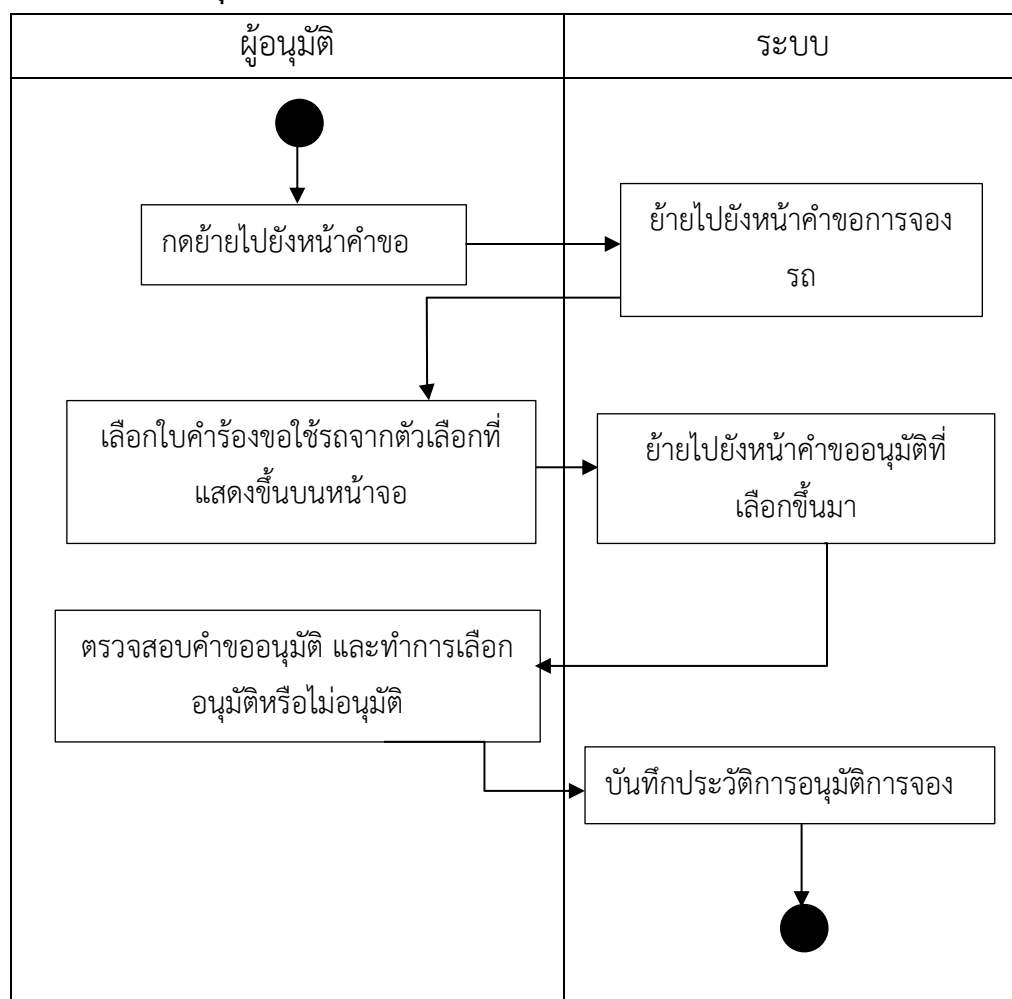 ผู้อนุมัติ
ระบบ
กดย้ายไปยังหน้าคำขอ
ย้ายไปยังหน้าคำขอการจอง
รถ
เลือกใบคำร้องขอใช้รถจากตัวเลือกที่
แสดงขึ้นบนหน้าจอ
ย้ายไปยังหน้าคำขออนุมัติที่
เลือกขึ้นมา
ตรวจสอบคำขออนุมัติ และทำการเลือก
อนุมัติหรือไม่อนุมัติ
บันทึกประวัติการอนุมัติการจอง